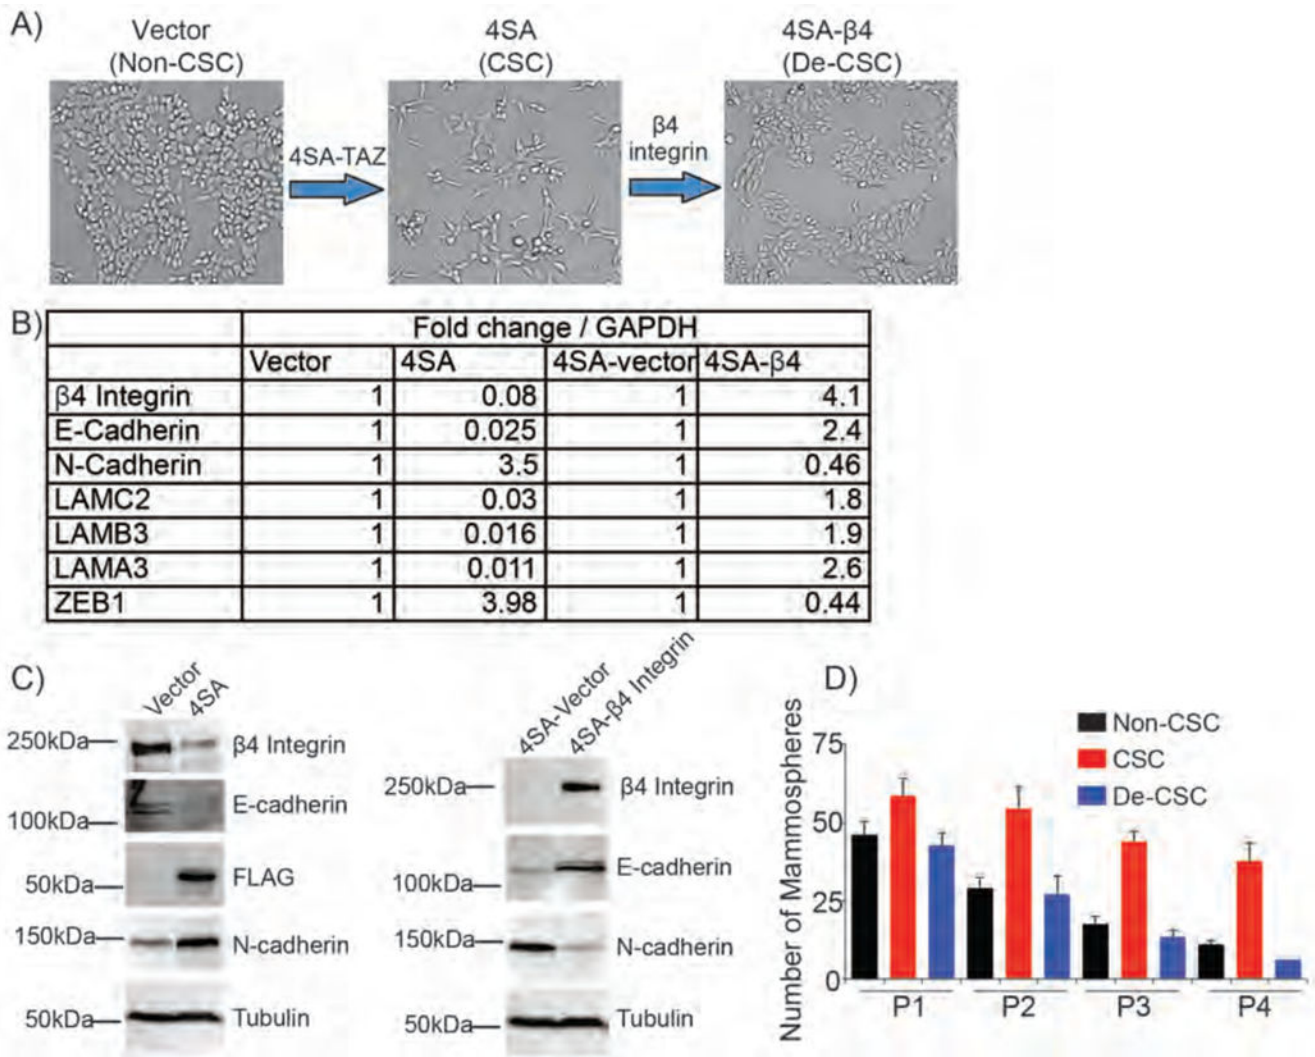 A)
Vector
(Non-CSC)
4SA
(CSC)
4SA-β4
(De-CSC)
4SA-TAZ
β4
integrin
B)
Fold change / GAPDH
Vector 4SA 4SA-vector 4SA-β4
β4 Integrin 1 0.08 1 4.1
E-Cadherin 1 0.025 1 2.4
N-Cadherin 1 3.5 1 0.46
LAMC2 1 0.03 1 1.8
LAMB3 1 0.016 1 1.9
LAMA3 1 0.011 1 2.6
ZEB1 1 3.98 1 0.44
C)
Vector
4SA
250kDa
β4 Integrin
E-cadherin
100kDa
FLAG
50kDa
150kDa
N-cadherin
50kDa
Tubulin
4SA-Vector
4SA-β4 Integrin
250kDa
β4 Integrin
E-cadherin
100kDa
150kDa
N-cadherin
50kDa
Tubulin
D)
Number of Mammospheres
75
50
25
0
Non-CSC
CSC
De-CSC
P1 P2 P3 P4